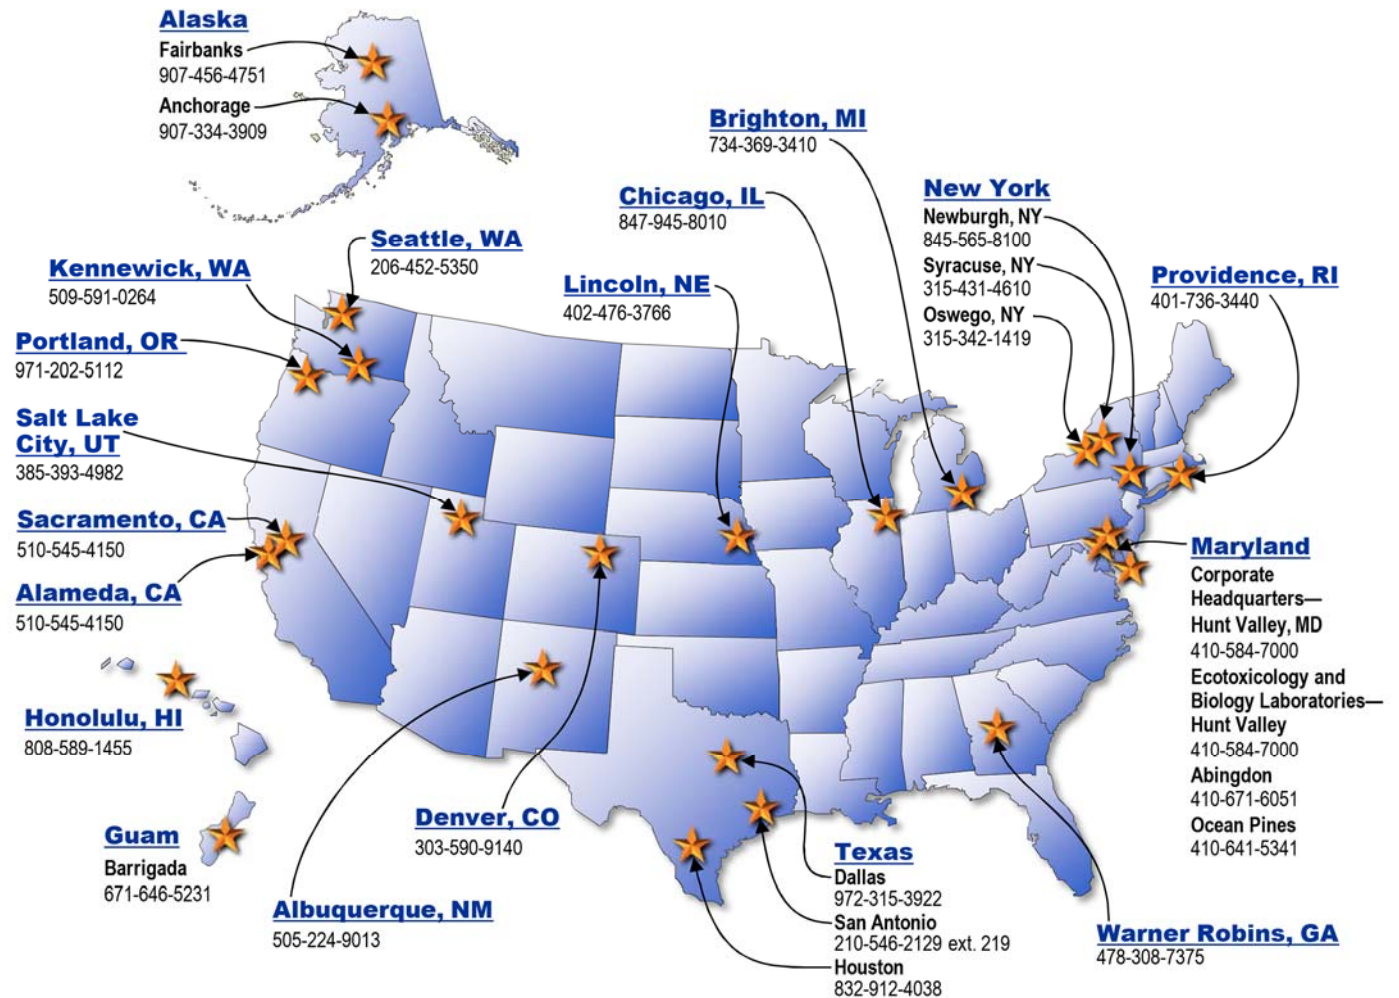 Alaska
Fairbanks
907-456-4751
Anchorage
907-334-3909
Brighton, MI
734-369-3410
Chicago, IL
847-945-8010
New York
Newburgh, NY
845-565-8100
Syracuse, NY
315-431-4610
Oswego, NY
315-342-1419
Seattle, WA
206-452-5350
Kennewick, WA
509-591-0264
Lincoln, NE
402-476-3766
Providence, RI
401-736-3440
Portland, OR
971-202-5112
Salt Lake
City, UT
385-393-4982
Sacramento, CA
510-545-4150
Alameda, CA
510-545-4150
Maryland
Corporate
Headquarters—
Hunt Valley, MD
410-584-7000
Ecotoxicology and
Biology Laboratories—
Hunt Valley
410-584-7000
Abingdon
410-671-6051
Ocean Pines
410-641-5341
Honolulu, HI
808-589-1455
Guam
Barrigada
671-646-5231
Denver, CO
303-590-9140
Albuquerque, NM
505-224-9013
Texas
Dallas
972-315-3922
San Antonio
210-546-2129 ext. 219
Houston
832-912-4038
Warner Robins, GA
478-308-7375